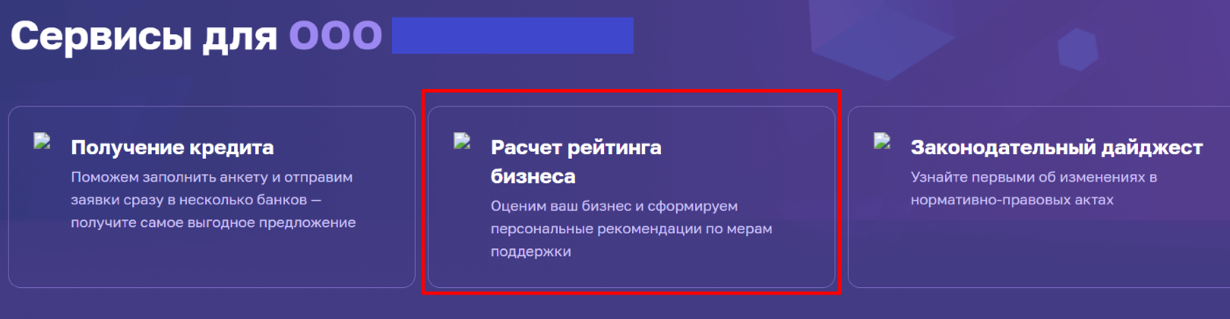 Сервисы для ООО
Получение кредита
Поможем заполнить анкету и отправим
заявки сразу в несколько банков —
получите самое выгодное предложение
Расчет рейтинга
бизнеса
Оценим ваш бизнес и сформируем
персональные рекомендации по мерам
поддержки
Законодательный дайджест
Узнайте первыми об изменениях в
нормативно-правовых актах